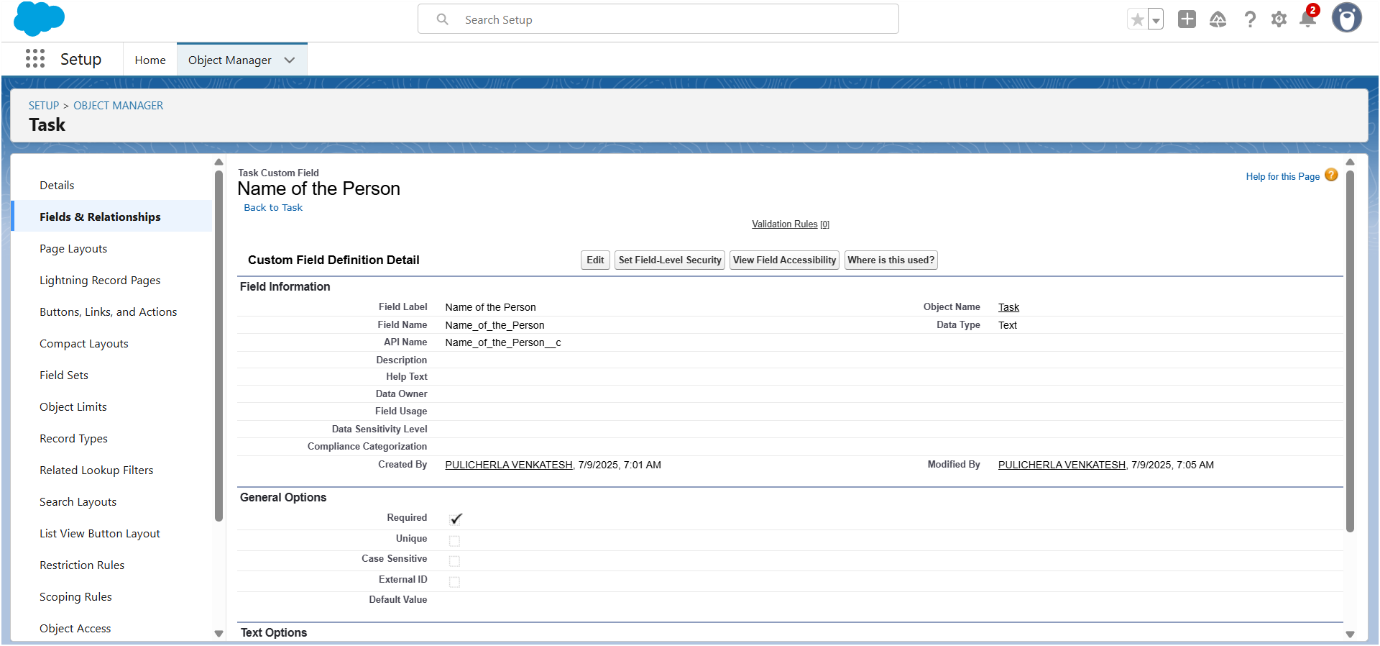 Search Setup
2
Setup
Home
Object Manager
SETUP > OBJECT MANAGER
Task
Details
Fields & Relationships
Page Layouts
Lightning Record Pages
Buttons, Links, and Actions
Compact Layouts
Field Sets
Object Limits
Record Types
Related Lookup Filters
Search Layouts
List View Button Layout
Restriction Rules
Scoping Rules
Object Access
Task Custom Field
Name of the Person
Back to Task
Help for this Page ?
Validation Rules [0]
Custom Field Definition Detail Edit Set Field-Level Security View Field Accessibility Where is this used?
Field Information
Field Label Name of the Person Object Name Task
Field Name Name_of_the_Person Data Type Text
API Name Name_of_the_Person__c
Description
Help Text
Data Owner
Field Usage
Data Sensitivity Level
Compliance Categorization
Created By PULICHERLA VENKATESH, 7/9/2025, 7:01 AM Modified By PULICHERLA VENKATESH, 7/9/2025, 7:05 AM
General Options
Required
Unique
Case Sensitive
External ID
Default Value
Text Options